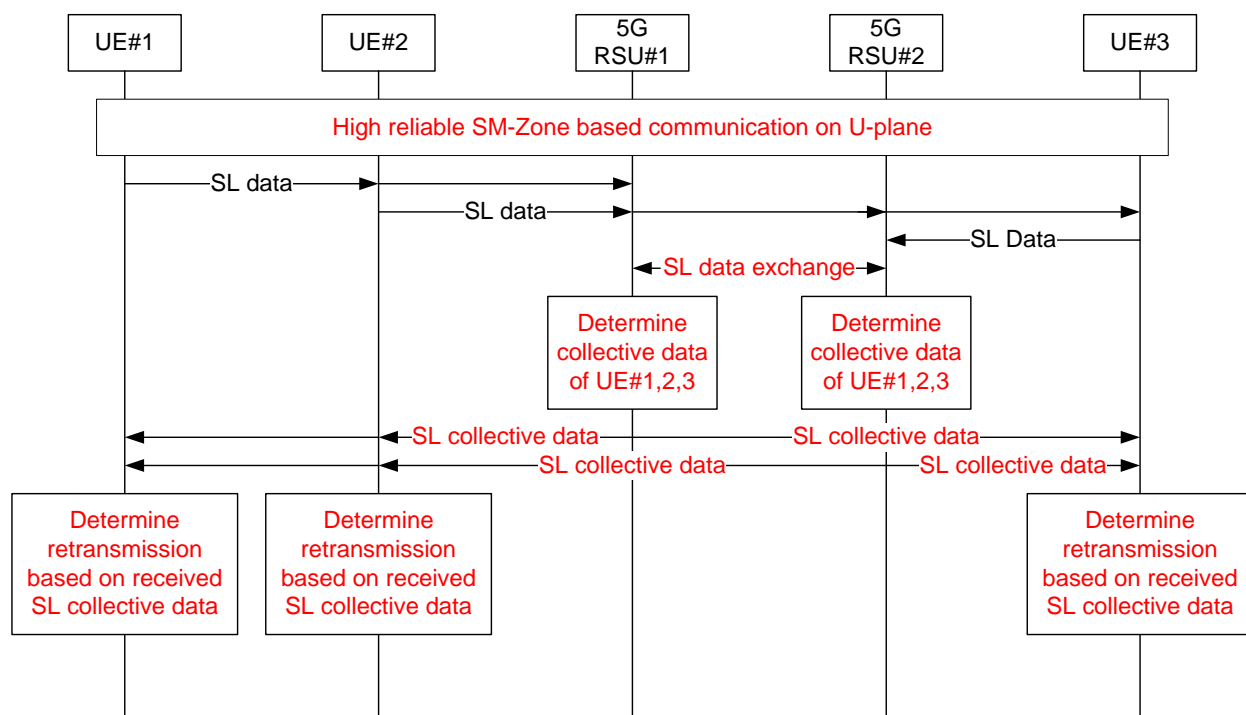 UE#1
UE#2
5G
RSU#1
5G
RSU#2
UE#3
High reliable SM-Zone based communication on U-plane
SL data
SL data
SL Data
SL data exchange
Determine
collective data
of UE#1,2,3
Determine
collective data
of UE#1,2,3
SL collective data
SL collective data
SL collective data
SL collective data
Determine
retransmission
based on received
SL collective data
Determine
retransmission
based on received
SL collective data
Determine
retransmission
based on received
SL collective data